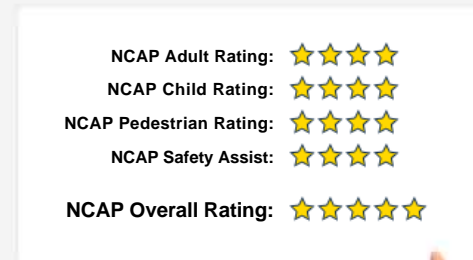 NCAP Adult Rating:
NCAP Child Rating:
NCAP Pedestrian Rating:
NCAP Safety Assist:
NCAP Overall Rating: